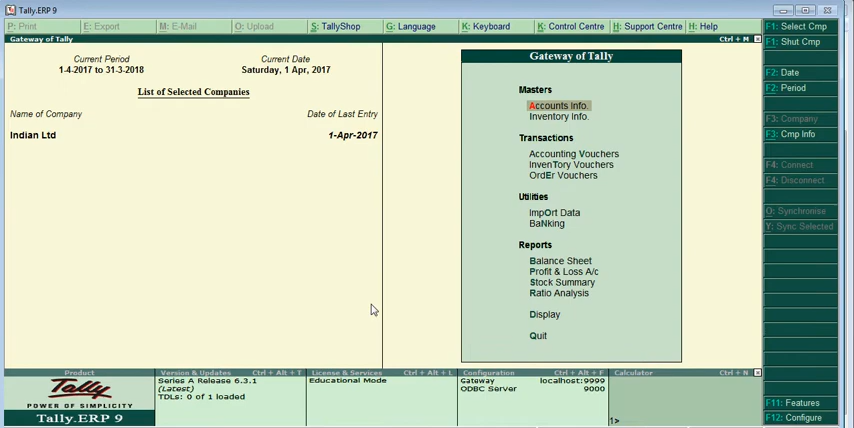 Tally.ERP 9
P: Print E: Export M: E-Mail O: Upload S: TallyShop G: Language K: Keyboard K: Control Centre H: Support Centre H: Help
Gateway of Tally Ctrl + M
Current Period Current Date
1-4-2017 to 31-3-2018 Saturday, 1 Apr, 2017
List of Selected Companies
Name of Company Date of Last Entry
Indian Ltd 1-Apr-2017
Gateway of Tally
Masters
Accounts Info.
Inventory Info.
Transactions
Accounting Vouchers
InvenTory Vouchers
OrdEr Vouchers
Utilities
ImpOrt Data
BaNking
Reports
Balance Sheet
Profit & Loss A/c
Stock Summary
Ratio Analysis
Display
Quit
F1: Select Cmp
F1: Shut Cmp
F2: Date
F2: Period
F3: Company
F3: Cmp Info
F4: Connect
F4: Disconnect
O: Synchronise
Y: Sync Selected
F11: Features
F12: Configure
Product
Tally
POWER OF SIMPLICITY
Tally.ERP 9
Version & Updates Ctrl + Alt + T
Series A Release 6.3.1
(Latest)
TDLs: 0 of 1 loaded
License & Services Ctrl + Alt + L
Educational Mode
Configuration Ctrl + Alt + F
Gateway localhost:9999
ODBC Server 9000
Calculator Ctrl + N
1>